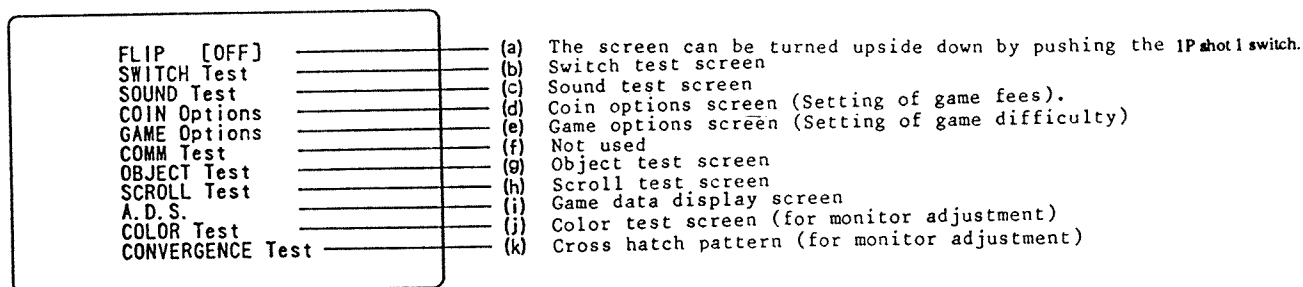 FLIP [OFF] (a) The screen can be turned upside down by pushing the 1P shot 1 switch.
SWITCH Test (b) Switch test screen
SOUND Test (c) Sound test screen
COIN Options (d) Coin options screen (Setting of game fees).
GAME Options (e) Game options screen (Setting of game difficulty)
COMM Test (f) Not used
OBJECT Test (g) Object test screen
SCROLL Test (h) Scroll test screen
A.D.S. (i) Game data display screen
COLOR Test (j) Color test screen (for monitor adjustment)
CONVERGENCE Test (k) Cross hatch pattern (for monitor adjustment)